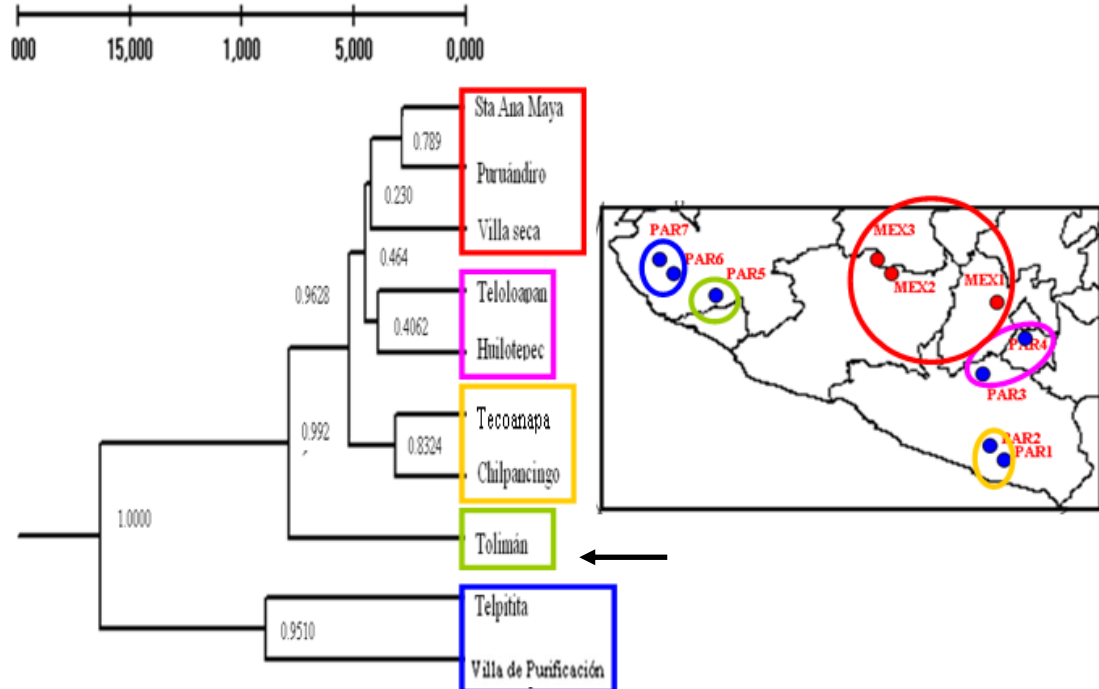 000 15,000 1,000 5,000 0,000
Sta Ana Maya
0.789
Puruándiro
0.230
Villa seca
0.464
0.9628
Teloloapan
0.4062
Huilotepec
0.992
Tecoanapa
0.8324
Chilpancingo
1.0000
Tolimán
Telpitita
0.9510
Villa de Purificación
PAR7
MEX3
PAR6
PAR5
MEX2
MEX1
PAR4
PAR3
PAR2
PAR1